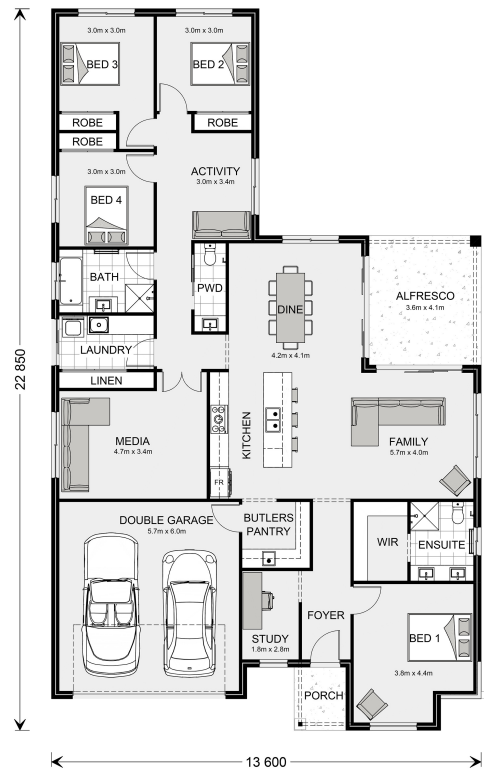 3.0m x 3.0m
3.0m x 3.0m
BED 3
BED 2
ROBE
ROBE
ROBE
3.0m x 3.0m
ACTIVITY
3.0m x 3.4m
BED 4
BATH
PWD
DINE
ALFRESCO
3.6m x 4.1m
LAUNDRY
4.2m x 4.1m
22 850
LINEN
MEDIA
4.7m x 3.4m
KITCHEN
FAMILY
5.7m x 4.0m
FR
DOUBLE GARAGE
5.7m x 6.0m
BUTLERS
PANTRY
WIR
ENSUITE
FOYER
STUDY
1.8m x 2.8m
BED 1
3.8m x 4.4m
PORCH
13 600